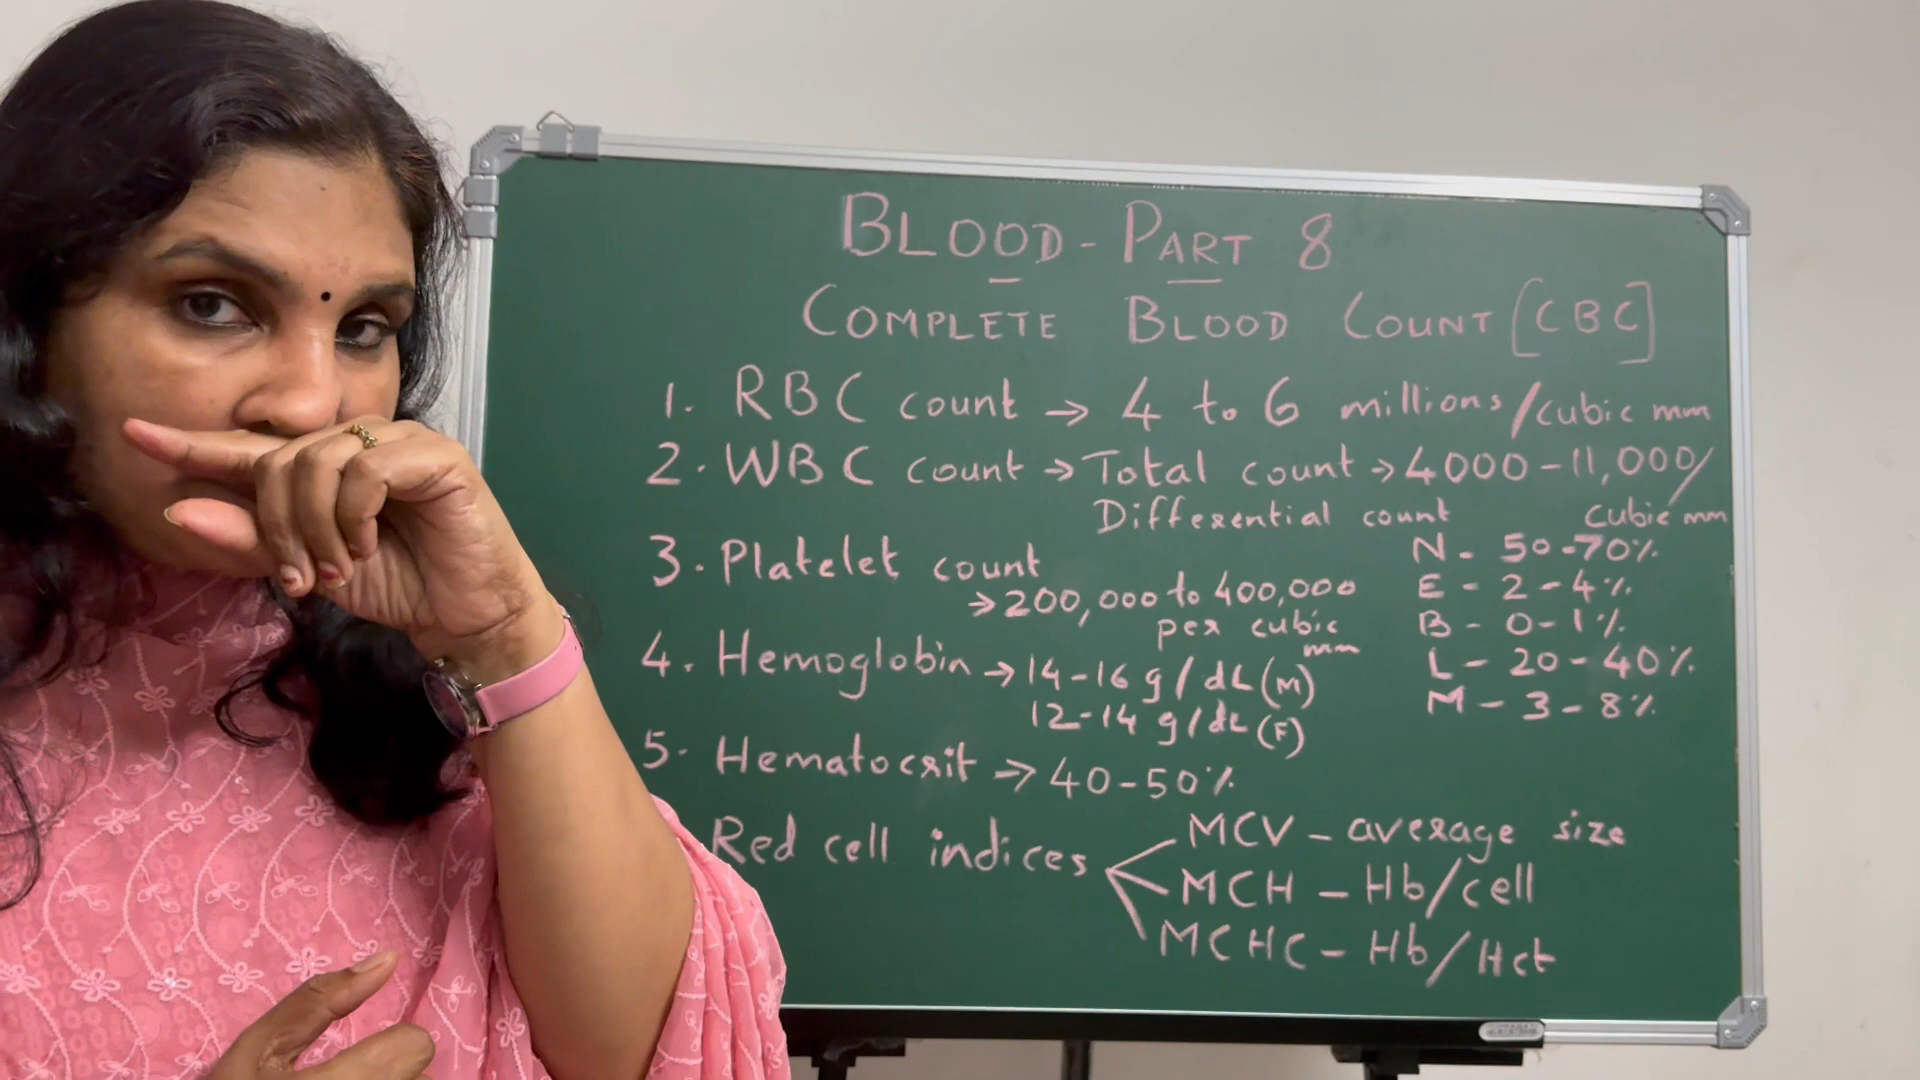 BLOOD - PART 8
COMPLETE BLOOD COUNT [CBC]
1. RBC count → 4 to 6 millions/cubic mm
2. WBC count → Total count → 4000-11,000/
cubic mm
Differential count
N - 50-70%
E - 2-4%
B - 0-1%
L - 20-40%
M - 3-8%
3. Platelet count
→ 200,000 to 400,000
per cubic
mm
4. Hemoglobin → 14-16 g/dL (M)
12-14 g/dL (F)
5. Hematocrit → 40-50%
Red cell indices
MCV - average size
MCH - Hb/cell
MCHC - Hb/Hct